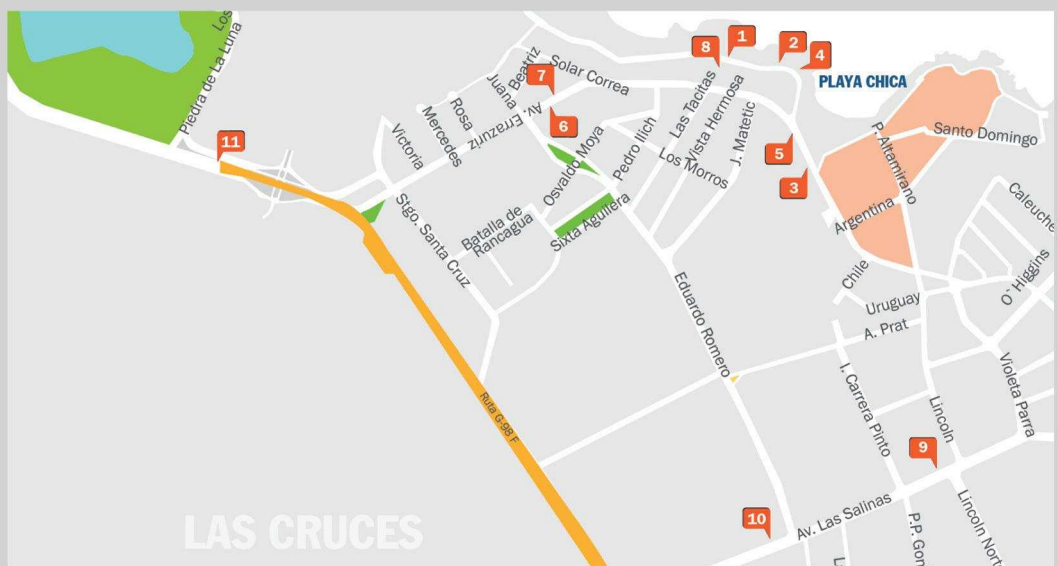 Los
Piedra de La Luna
11
Victoria
Mercedes
Rosa
Juana
Beatriz
7
Solar Correa
Av. Errazuriz
6
Osvaldo Moya
Pedro Illich
Las Tacitas
Vista Hermosa
J. Matetic
Los Morros
8
1
2
4
PLAYA CHICA
5
3
P. Altamirano
Santo Domingo
Argentina
Caleuche
O´Higgins
Chile
Uruguay
A. Prat
Stgo. Santa Cruz
Batalla de
Rancagua
Sixta Aguilera
Eduardo Romero
I. Carrera Pinto
Lincoln
Violeta Parra
Ruta G-98 F
9
10
Av. Las Salinas
P.P. Gon
Lincoln Nort
L
LAS CRUCES